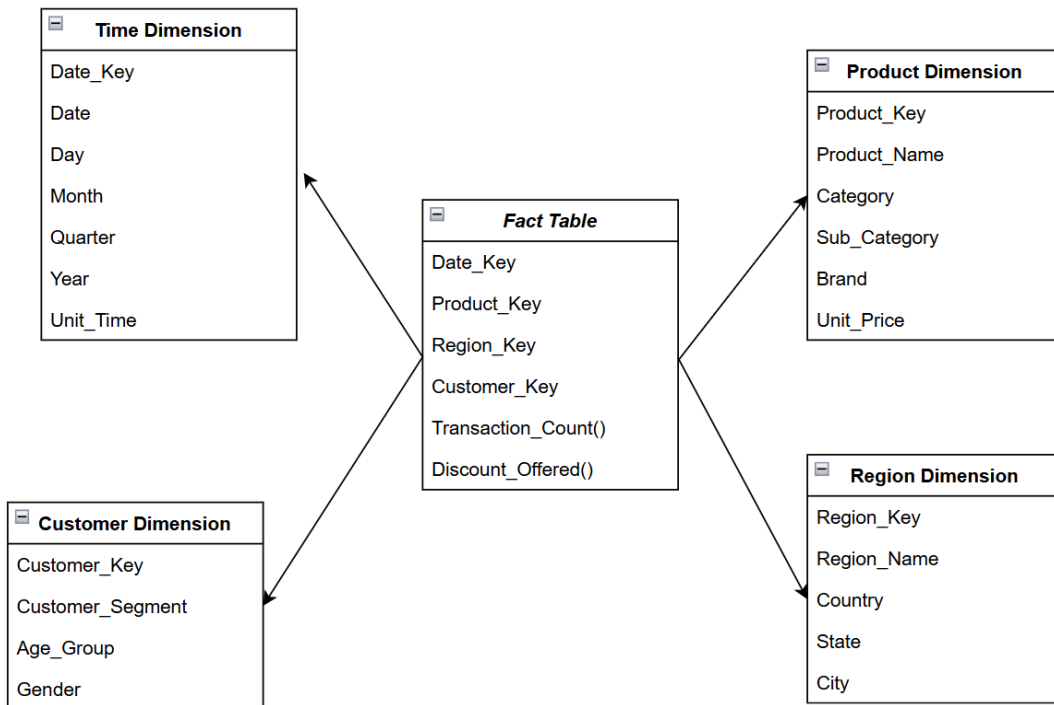 Time Dimension
Date_Key
Date
Day
Month
Quarter
Year
Unit_Time
Product Dimension
Product_Key
Product_Name
Category
Sub_Category
Brand
Unit_Price
Fact Table
Date_Key
Product_Key
Region_Key
Customer_Key
Transaction_Count()
Discount_Offered()
Customer Dimension
Customer_Key
Customer_Segment
Age_Group
Gender
Region Dimension
Region_Key
Region_Name
Country
State
City